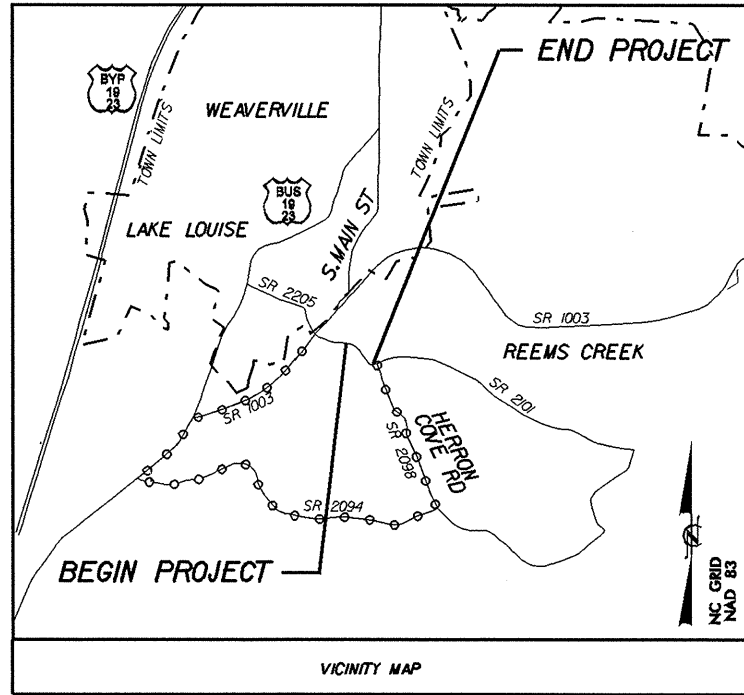 END PROJECT
BYP
19
23
WEAVERVILLE
TOWN LIMITS
TOWN LIMITS
BUS
19
23
LAKE LOUISE
S. MAIN ST
SR 2205
SR 1003
REEMS CREEK
SR 2101
SR 1003
HERRON
COVE RD
SR 2098
SR 2094
BEGIN PROJECT
NC GRID
NAD 83
VICINITY MAP